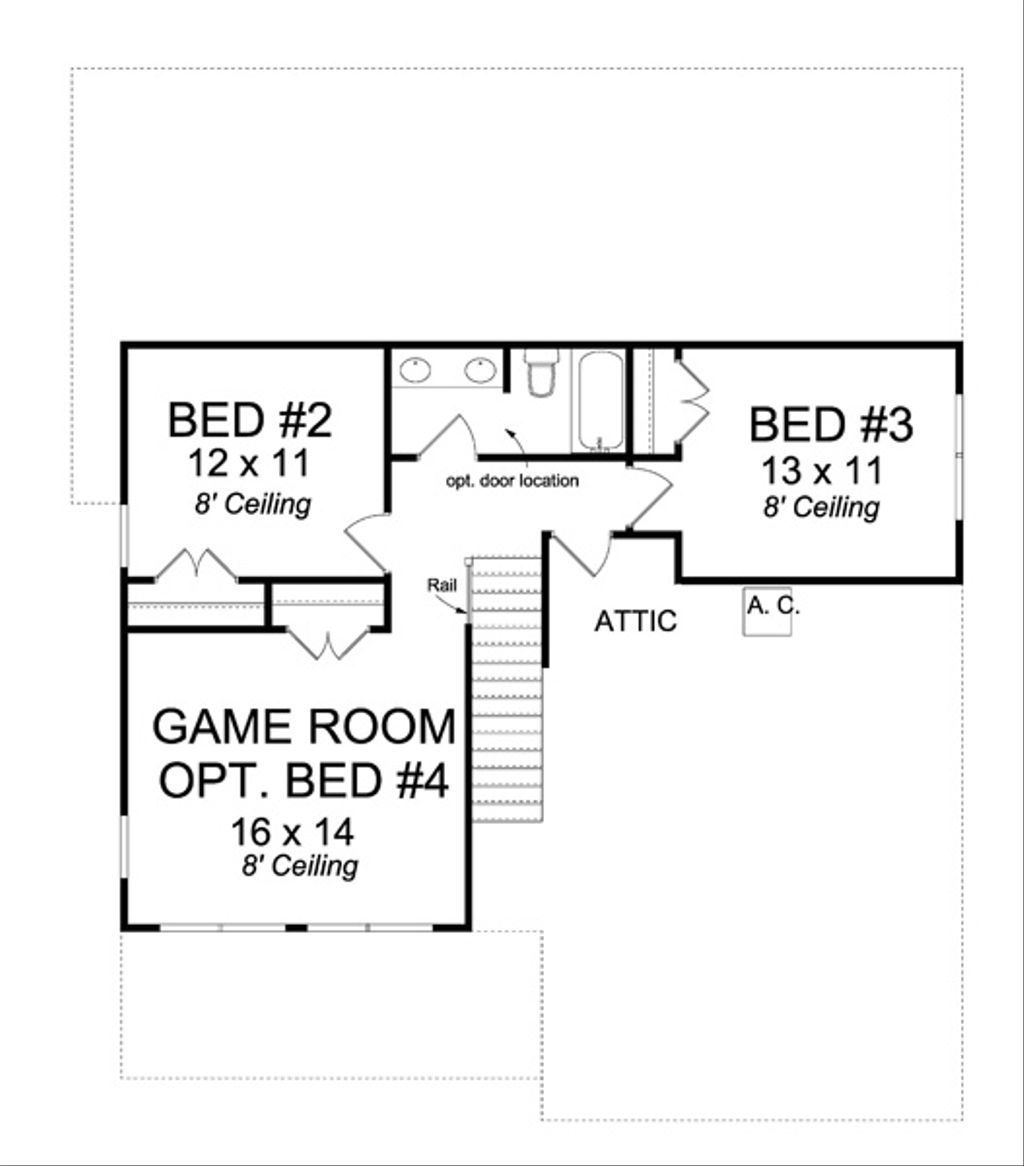 BED #2
12 x 11
8' Ceiling
BED #3
13 x 11
8' Ceiling
opt. door location
Rail
ATTIC
A. C.
GAME ROOM
OPT. BED #4
16 x 14
8' Ceiling